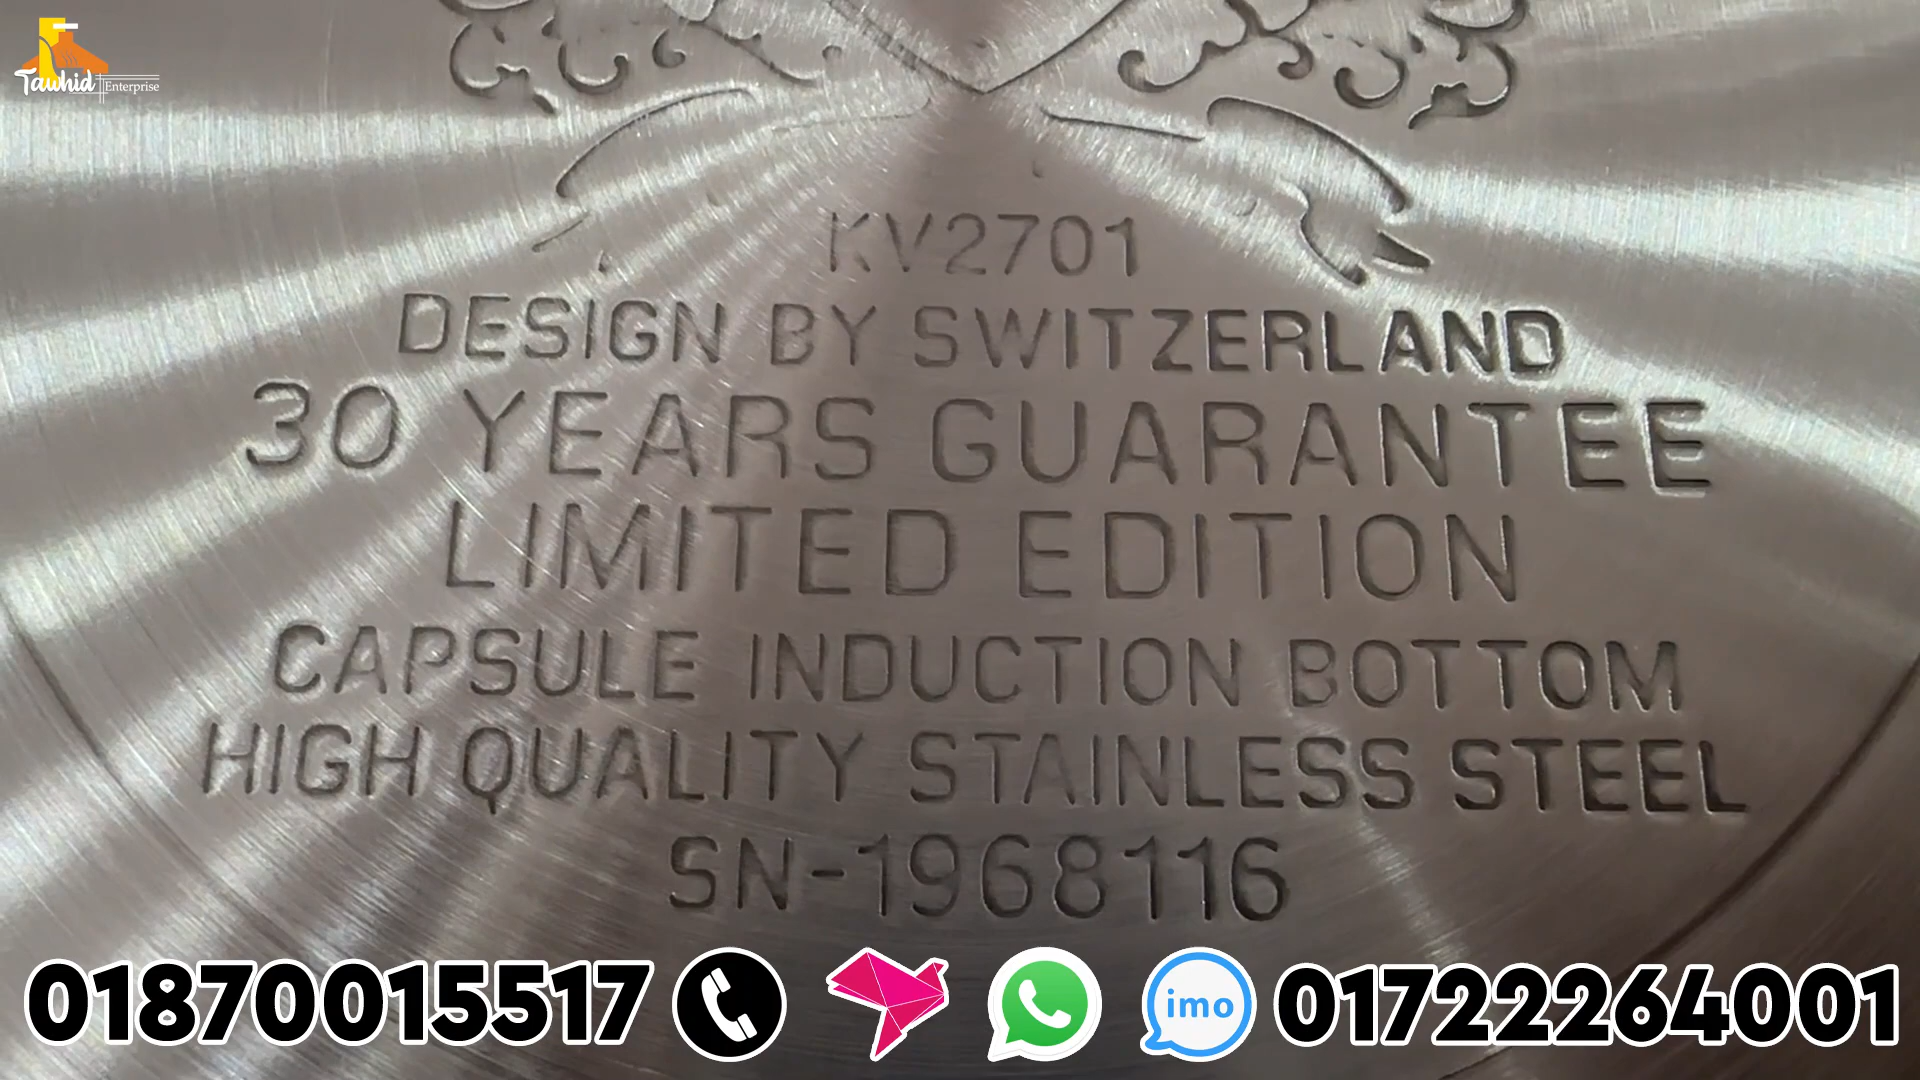 Tawhid Enterprise
KV2701
DESIGN BY SWITZERLAND
30 YEARS GUARANTEE
LIMITED EDITION
CAPSULE INDUCTION BOTTOM
HIGH QUALITY STAINLESS STEEL
SN-1968116
01870015517 imo 01722264001